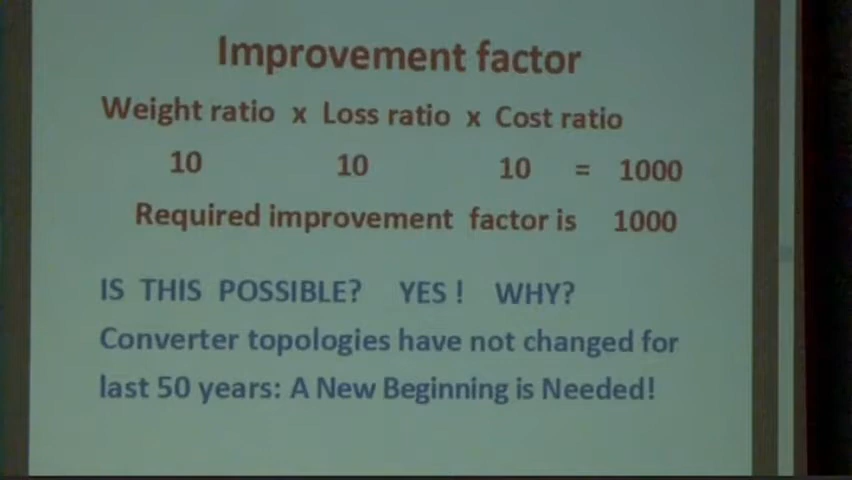 Improvement factor
Weight ratio x Loss ratio x Cost ratio
10 10 10 = 1000
Required improvement factor is 1000
IS THIS POSSIBLE? YES ! WHY?
Converter topologies have not changed for
last 50 years: A New Beginning is Needed!